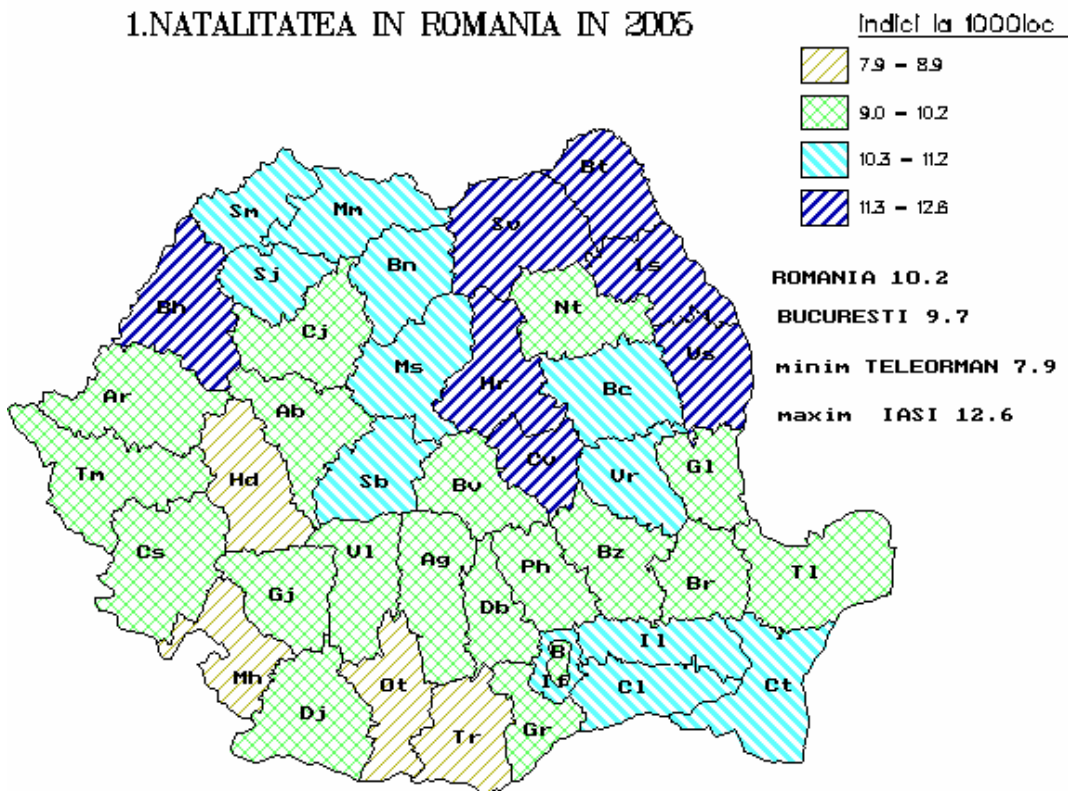 1.NATALITATEA IN ROMANIA IN 2005
indici la 1000loc
7.9 - 8.9
9.0 - 10.2
10.3 - 11.2
11.3 - 12.6
ROMANIA 10.2
BUCURESTI 9.7
minim TELEORMAN 7.9
maxim IASI 12.6
Bt
Sm Mm Sv
Sj Bn Is
Bh Cj Nt
Ms Vs
Ar Ab Hr Bc
Tm Hd Sb Bv Cv Vr Gl
Cs Vl Ag Ph Bz Br Tl
Gj Db
B Il
Mh Ot If Cl Ct
Dj Tr Gr